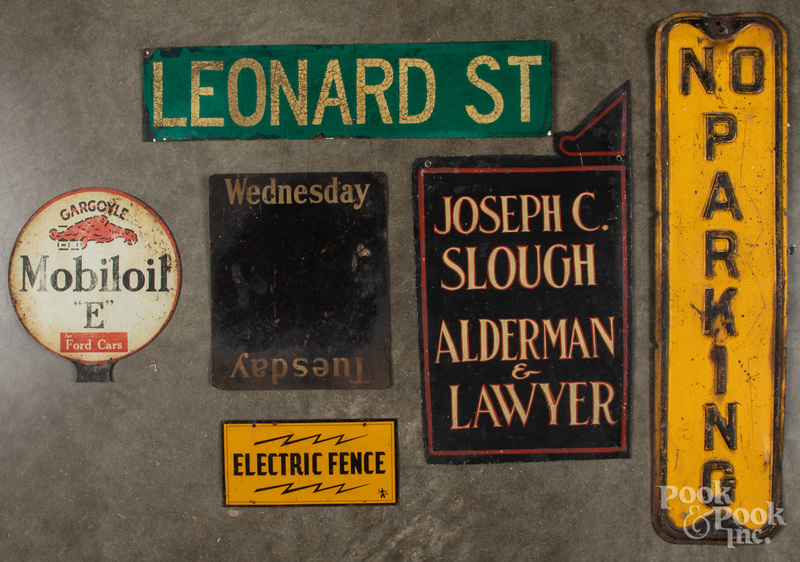 LEONARD ST
NO
PARKING
Wednesday
Tuesday
GARGOYLE
Mobiloil
"E"
for
Ford Cars
JOSEPH C.
SLOUGH
ALDERMAN
&
LAWYER
ELECTRIC FENCE
Pook
& Pook
Inc.